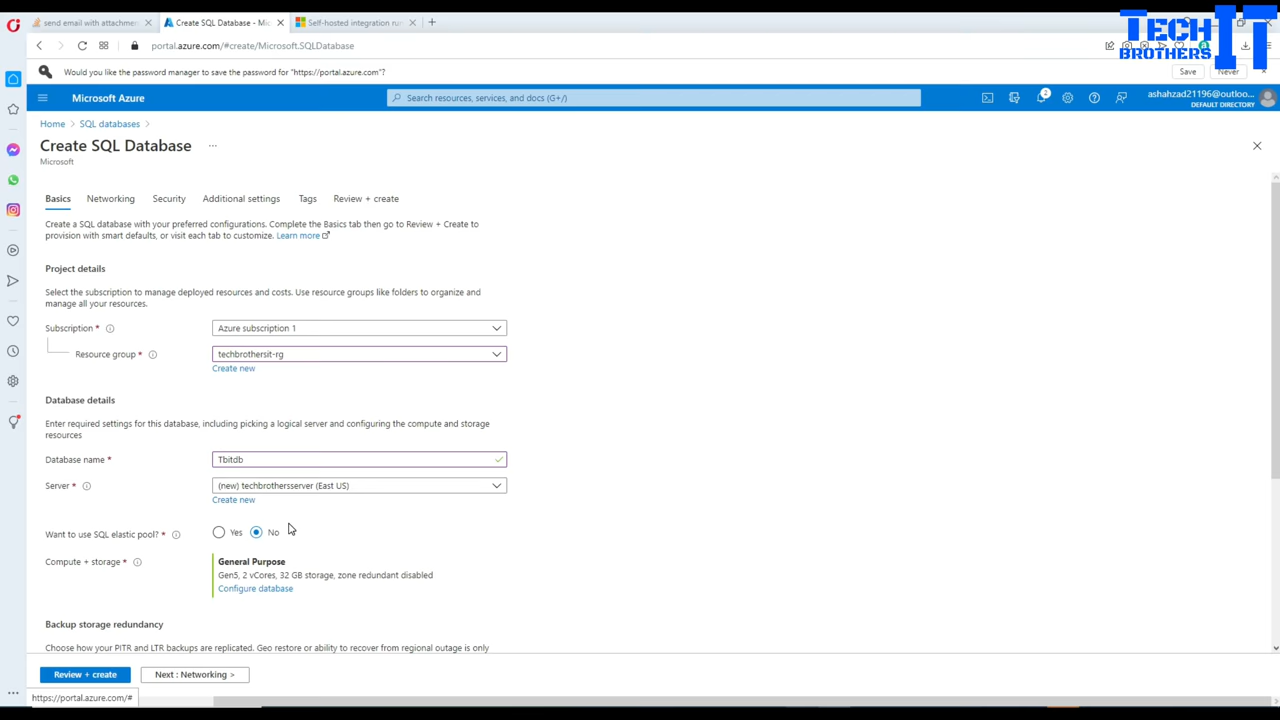 send email with attachmen
Create SQL Database - Mic
Self-hosted integration run
TECH IT
BROTHERS
portal.azure.com/#create/Microsoft.SQLDatabase
Would you like the password manager to save the password for "https://portal.azure.com"?
Save
Never
Microsoft Azure
Search resources, services, and docs (G+/)
2
ashahzad21196@outloo...
DEFAULT DIRECTORY
Home > SQL databases >
Create SQL Database ...
Microsoft
Basics Networking Security Additional settings Tags Review + create
Create a SQL database with your preferred configurations. Complete the Basics tab then go to Review + Create to
provision with smart defaults, or visit each tab to customize. Learn more
Project details
Select the subscription to manage deployed resources and costs. Use resource groups like folders to organize and
manage all your resources.
Subscription * Azure subscription 1
Resource group * techbrothersit-rg
Create new
Database details
Enter required settings for this database, including picking a logical server and configuring the compute and storage
resources
Database name * Tbitdb
Server * (new) techbrothersserver (East US)
Create new
Want to use SQL elastic pool? * Yes No
Compute + storage * General Purpose
Gen5, 2 vCores, 32 GB storage, zone redundant disabled
Configure database
Backup storage redundancy
Choose how your PITR and LTR backups are replicated. Geo restore or ability to recover from regional outage is only
Review + create
Next : Networking >
https://portal.azure.com/#